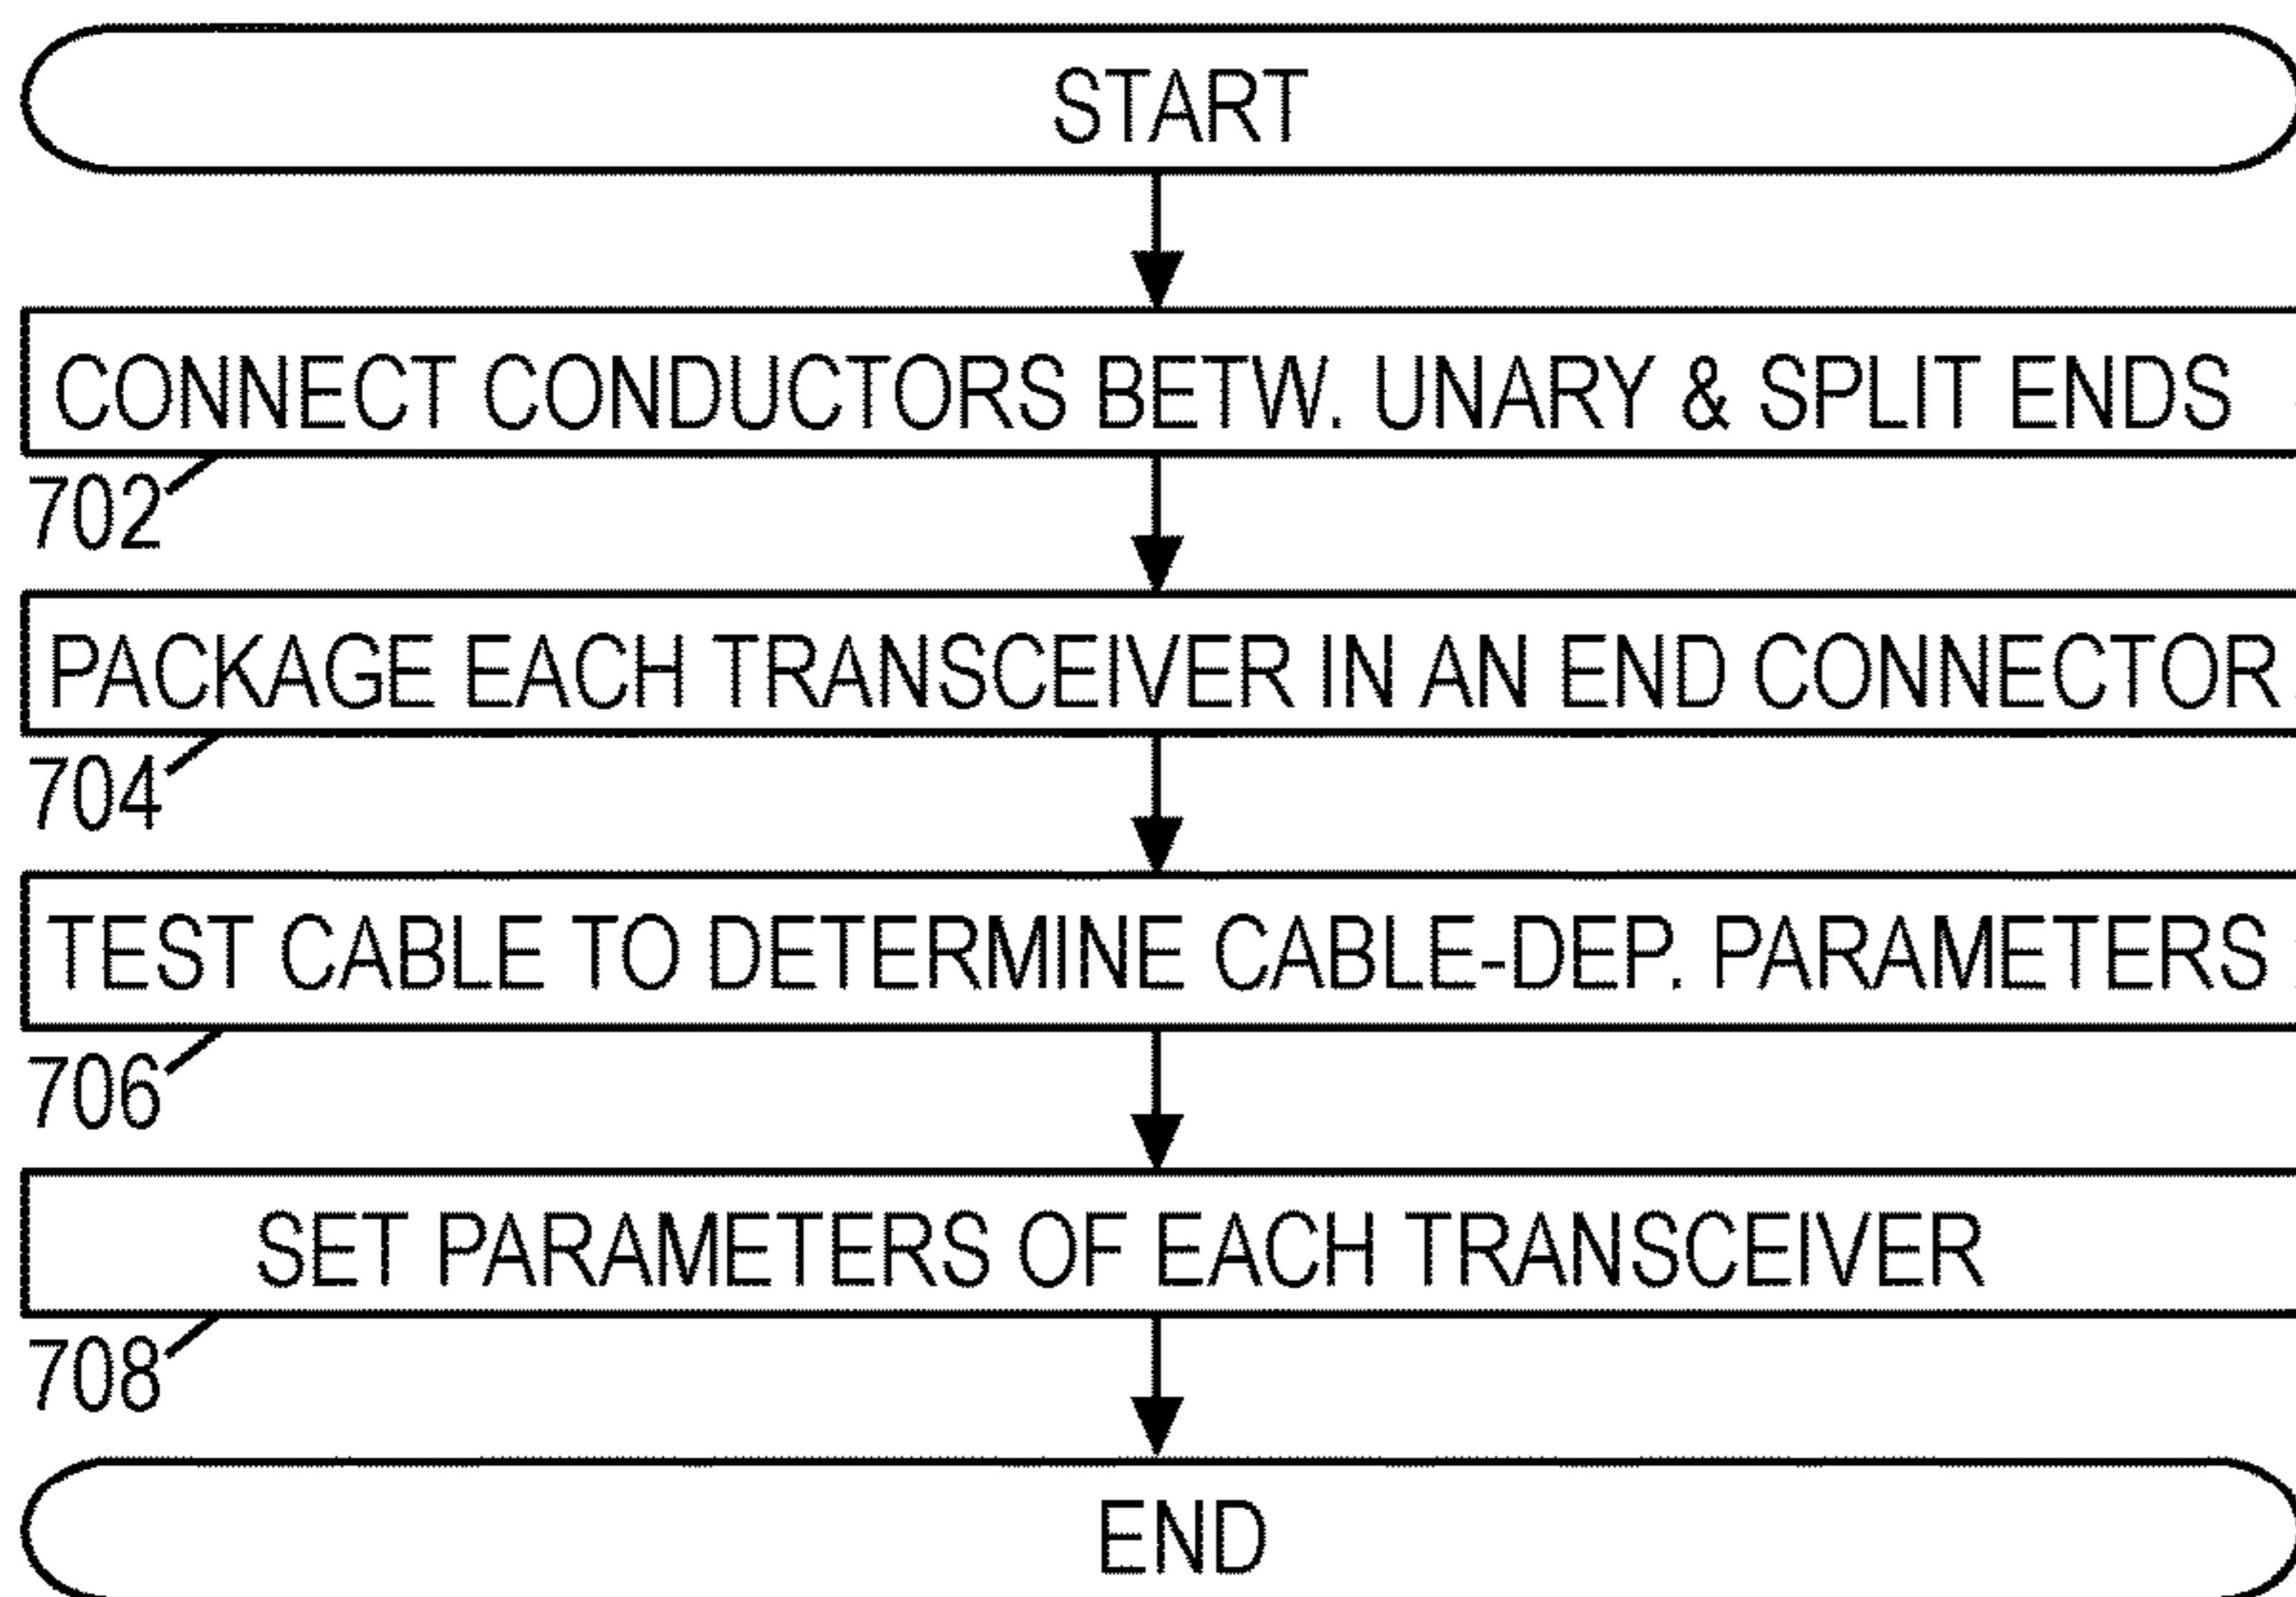 START
CONNECT CONDUCTORS BETW. UNARY & SPLIT ENDS
702
PACKAGE EACH TRANSCEIVER IN AN END CONNECTOR
704
TEST CABLE TO DETERMINE CABLE-DEP. PARAMETERS
706
SET PARAMETERS OF EACH TRANSCEIVER
708
END